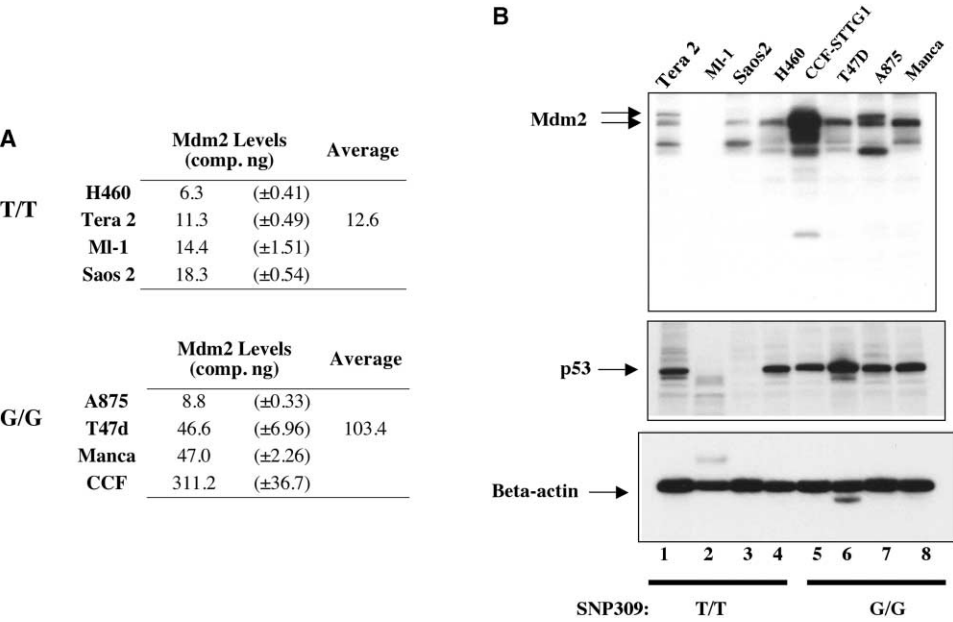 A
Mdm2 Levels
(comp. ng)
Average
T/T
H460 6.3 (±0.41)
Tera 2 11.3 (±0.49) 12.6
Ml-1 14.4 (±1.51)
Saos 2 18.3 (±0.54)
Mdm2 Levels
(comp. ng)
Average
G/G
A875 8.8 (±0.33)
T47d 46.6 (±6.96) 103.4
Manca 47.0 (±2.26)
CCF 311.2 (±36.7)
B
Tera 2 Ml-1 Saos2 H460 CCF-STTG1 T47D A875 Manca
Mdm2
p53
Beta-actin
1 2 3 4 5 6 7 8
SNP309: T/T G/G